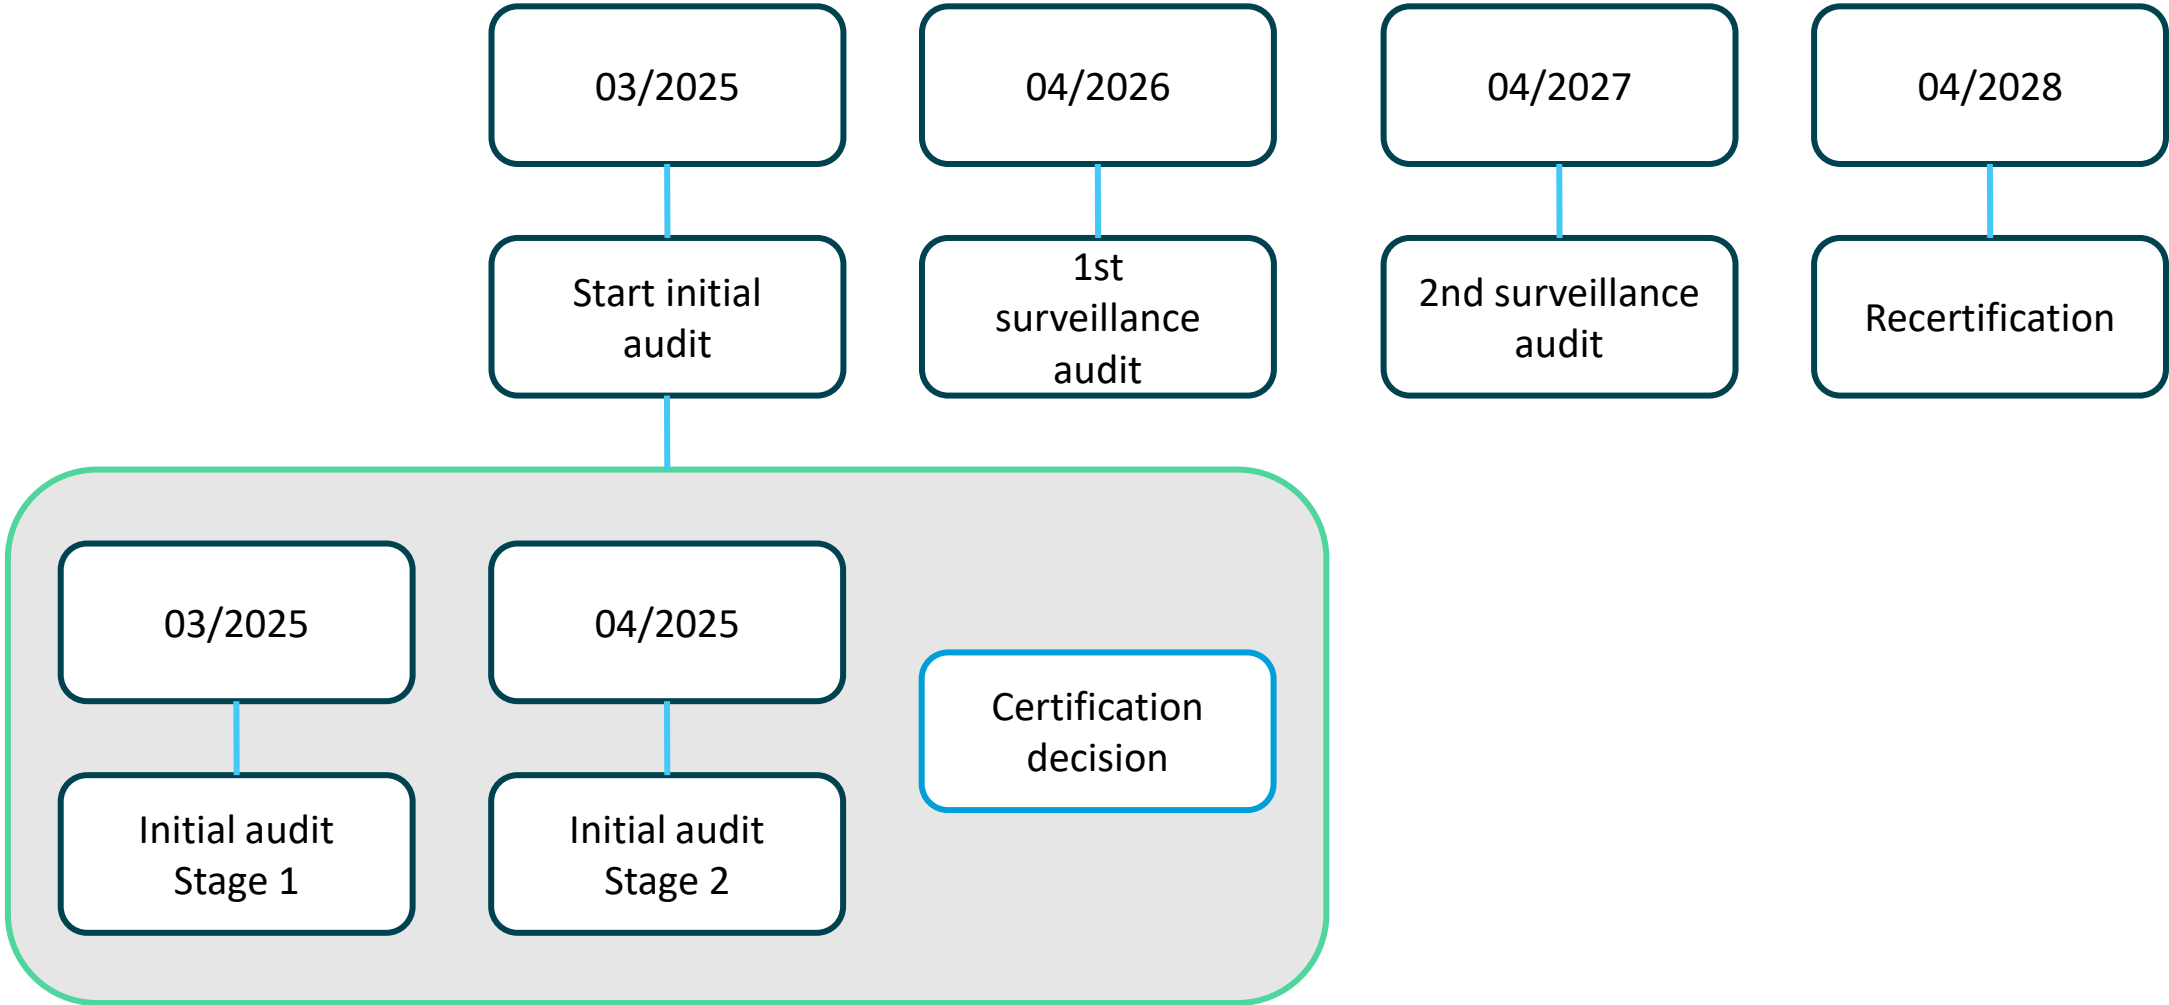 03/2025
04/2026
04/2027
04/2028
Start initial
audit
1st
surveillance
audit
2nd surveillance
audit
Recertification
03/2025
04/2025
Certification
decision
Initial audit
Stage 1
Initial audit
Stage 2